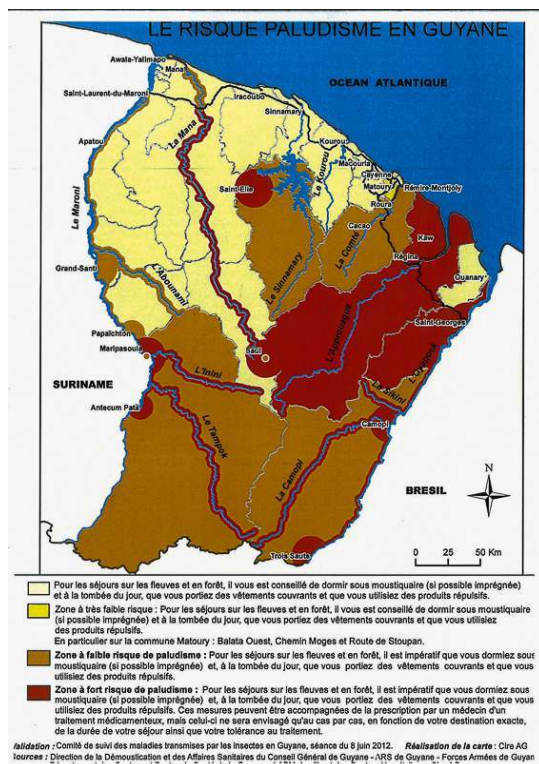 LE RISQUE PALUDISME EN GUYANE
Awala-Yalimapo
Mana
OCEAN ATLANTIQUE
Saint-Laurent-du-Maroni
Iracoubo
Sinnamary
Apatou
La Mana
Kourou
Macouria
Le Kourou
Cayenne
Matoury
Rémire-Montjoly
Saint-Elie
Roura
Le Maroni
Cacao
Kaw
La Comté
Régina
Ouanary
Grand-Santi
L'Abounami
Le Sinnamary
L'Approuague
Saint-Georges
Papaïchton
Maripasoula
Saül
L'Oyapock
L'Inini
Le Sikini
SURINAME
Antecum Pata
Le Tampok
Camopi
La Camopi
BRESIL
N
Trois Sauts
0 25 50 Km
Pour les séjours sur les fleuves et en forêt, il vous est conseillé de dormir sous moustiquaire (si possible imprégnée)
et à la tombée du jour, que vous portiez des vêtements couvrants et que vous utilisiez des produits répulsifs.
Zone à très faible risque : Pour les séjours sur les fleuves et en forêt, il vous est conseillé de dormir sous moustiquaire
(si possible imprégnée) et à la tombée du jour, que vous portiez des vêtements couvrants et que vous utilisiez
des produits répulsifs.
En particulier sur la commune Matoury : Balata Ouest, Chemin Moges et Route de Stoupan.
Zone à faible risque de paludisme : Pour les séjours sur les fleuves et en forêt, il est impératif que vous dormiez sous
moustiquaire (si possible imprégnée) et, à la tombée du jour, que vous portiez des vêtements couvrants et que vous
utilisiez des produits répulsifs.
Zone à fort risque de paludisme : Pour les séjours sur les fleuves et en forêt, il est impératif que vous dormiez sous
moustiquaire (si possible imprégnée) et, à la tombée du jour, que vous portiez des vêtements couvrants et que vous
utilisiez des produits répulsifs. Ces mesures peuvent être accompagnées de la prescription par un médecin d'un
traitement médicamenteux, mais celui-ci ne sera envisagé qu'au cas par cas, en fonction de votre destination exacte,
de la durée de votre séjour ainsi que votre tolérance au traitement.
Validation : Comité de suivi des maladies transmises par les insectes en Guyane, séance du 8 juin 2012. Réalisation de la carte : Cire AG
Sources : Direction de la Démoustication et des Affaires Sanitaires du Conseil Général de Guyane - ARS de Guyane - Forces Armées de Guyane